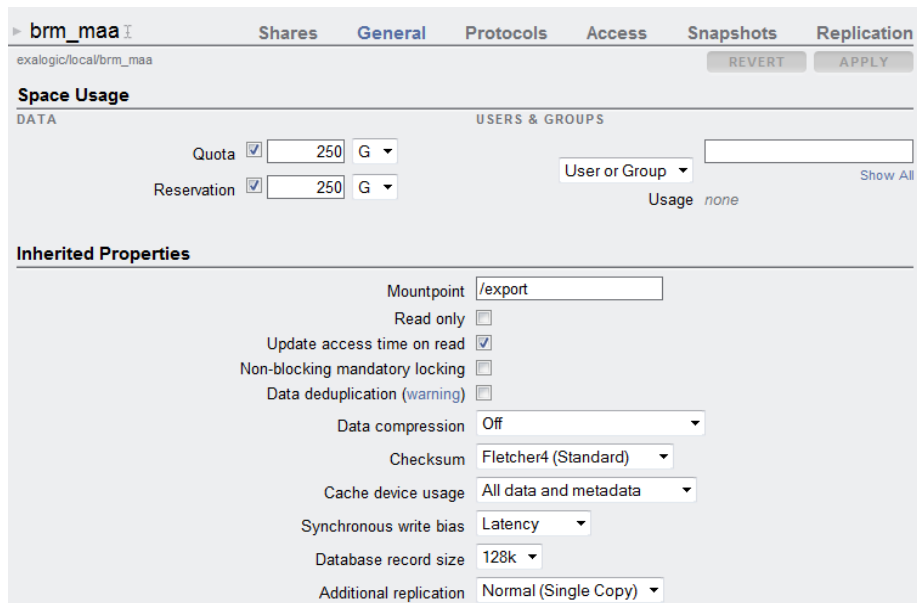 brm_maa Shares General Protocols Access Snapshots Replication
exalogic/local/brm_maa REVERT APPLY
Space Usage
DATA USERS & GROUPS
Quota 250 G
User or Group Show All
Reservation 250 G
Usage none
Inherited Properties
Mountpoint /export
Read only
Update access time on read
Non-blocking mandatory locking
Data deduplication (warning)
Data compression Off
Checksum Fletcher4 (Standard)
Cache device usage All data and metadata
Synchronous write bias Latency
Database record size 128k
Additional replication Normal (Single Copy)